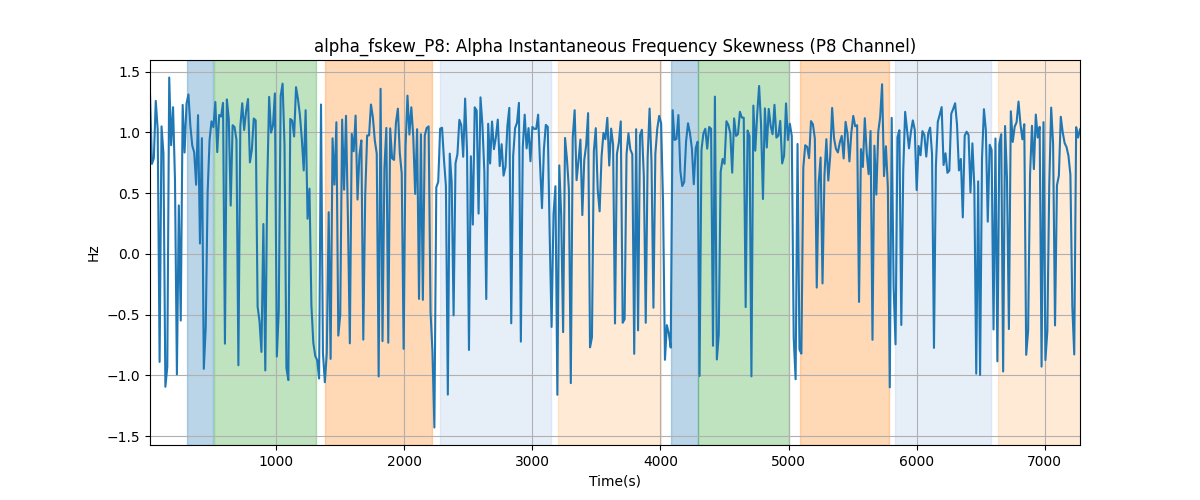 alpha_fskew_P8: Alpha Instantaneous Frequency Skewness (P8 Channel)
1.5
1.0
0.5
0.0
−0.5
−1.0
−1.5
Hz
1000 2000 3000 4000 5000 6000 7000
Time(s)